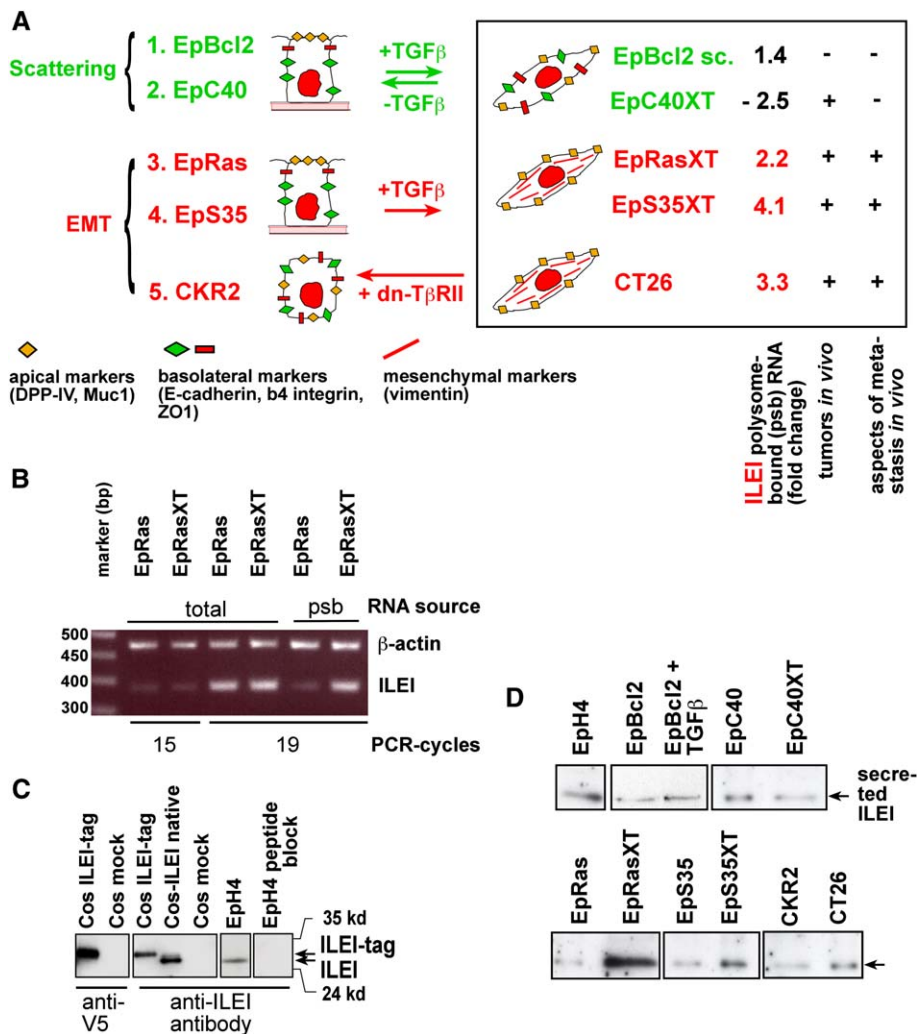 A
Scattering
1. EpBcl2
2. EpC40
+TGFβ
-TGFβ
EpBcl2 sc. 1.4 - -
EpC40XT - 2.5 + -
EMT
3. EpRas
4. EpS35
+TGFβ
EpRasXT 2.2 + +
EpS35XT 4.1 + +
5. CKR2
+ dn-TβRII
CT26 3.3 + +
apical markers
(DPP-IV, Muc1)
basolateral markers
(E-cadherin, b4 integrin,
ZO1)
mesenchymal markers
(vimentin)
ILEI polysome-
bound (psb) RNA
(fold change)
tumors in vivo
aspects of meta-
stasis in vivo
B
marker (bp)
EpRas
EpRasXT
EpRas
EpRasXT
EpRas
EpRasXT
total psb RNA source
500
450
400
300
β-actin
ILEI
15 19 PCR-cycles
C
Cos ILEI-tag
Cos mock
Cos ILEI-tag
Cos-ILEI native
Cos mock
EpH4
EpH4 peptide
block
35 kd
ILEI-tag
ILEI
24 kd
anti-
V5
anti-ILEI
antibody
D
EpH4
EpBcl2
EpBcl2 +
TGFβ
EpC40
EpC40XT
secre-
ted
ILEI
EpRas
EpRasXT
EpS35
EpS35XT
CKR2
CT26